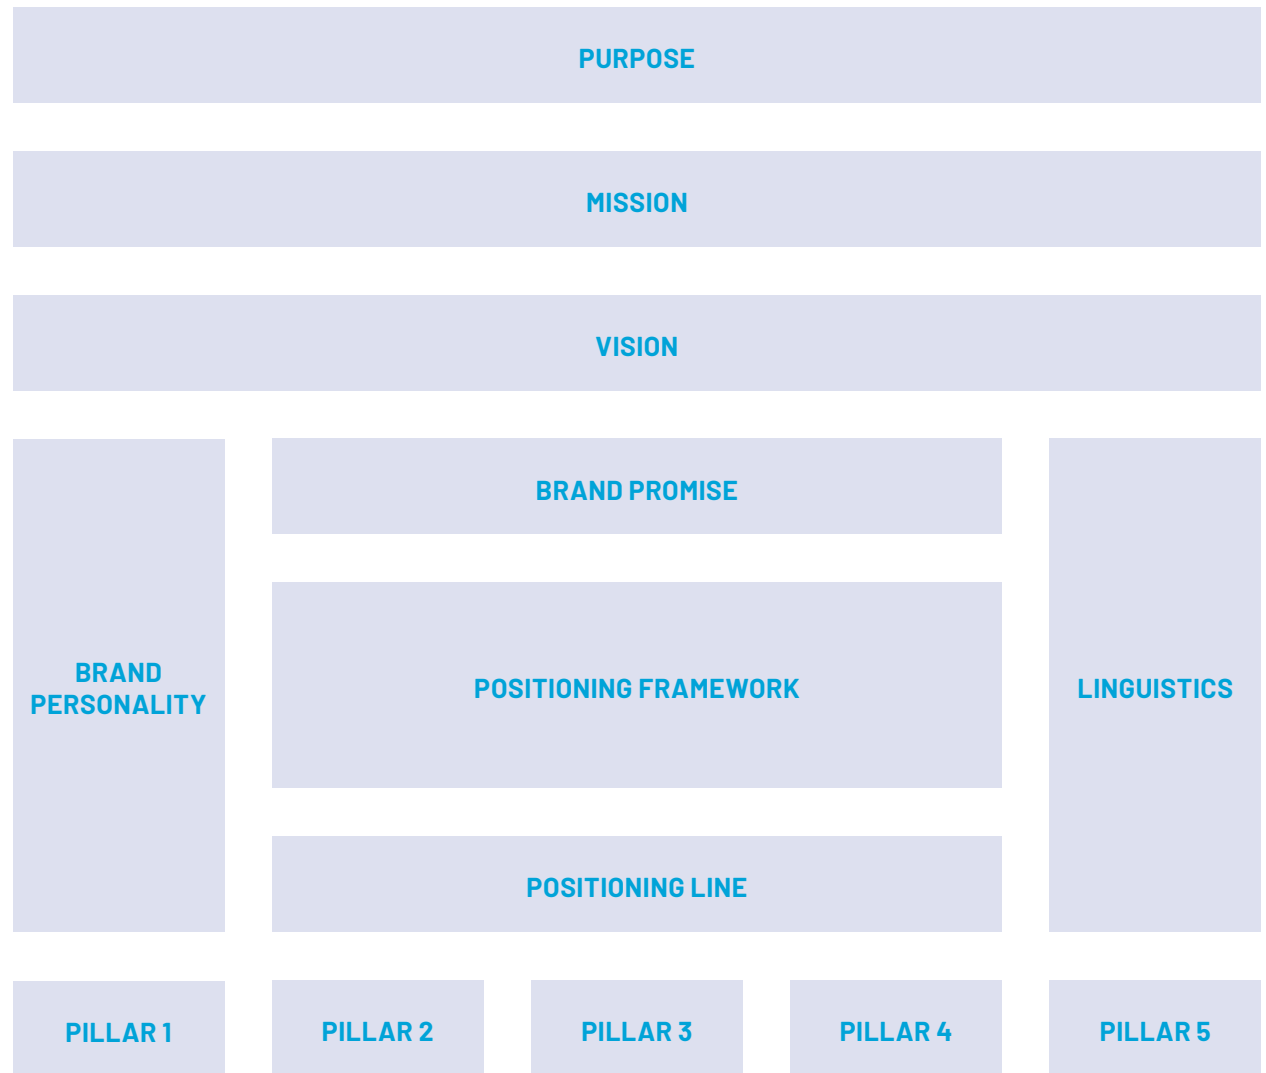 PURPOSE
MISSION
VISION
BRAND PROMISE
BRAND
PERSONALITY
POSITIONING FRAMEWORK
LINGUISTICS
POSITIONING LINE
PILLAR 1
PILLAR 2
PILLAR 3
PILLAR 4
PILLAR 5